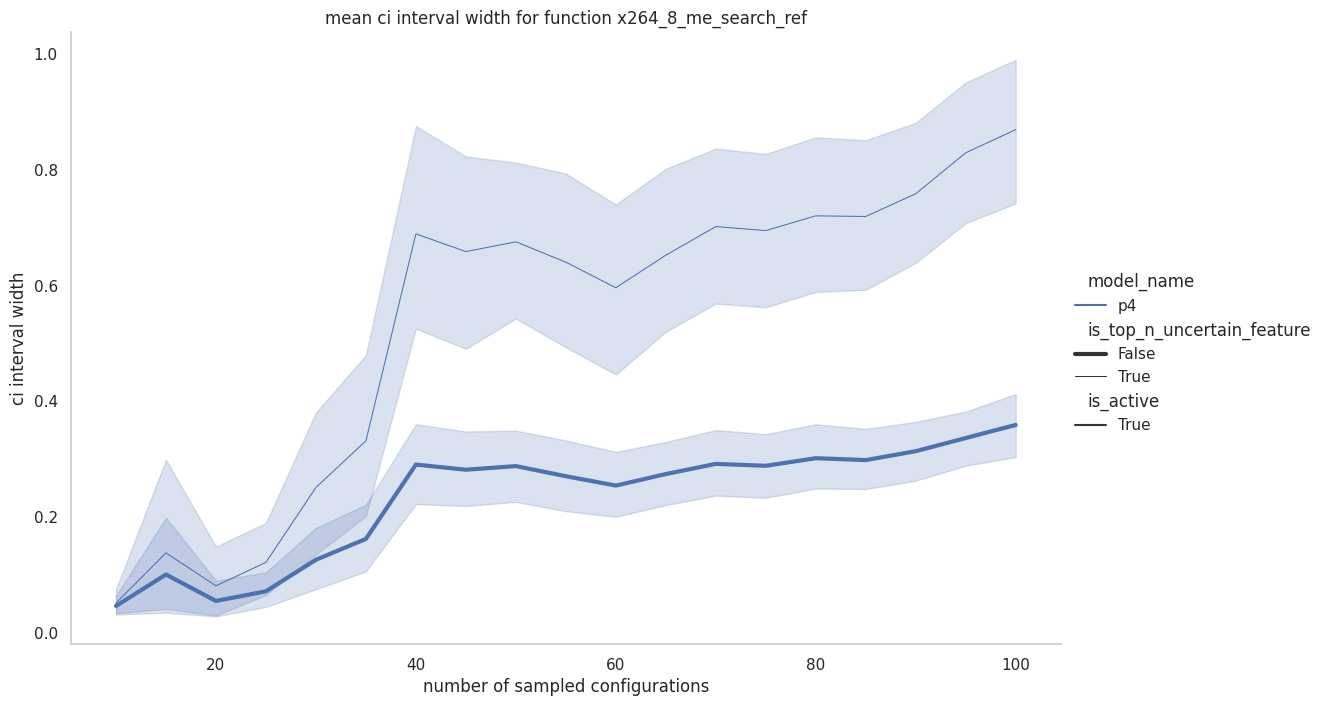 mean ci interval width for function x264_8_me_search_ref
1.0
0.8
0.6
0.4
0.2
0.0
ci interval width
20
40
60
80
100
number of sampled configurations
model_name
p4
is_top_n_uncertain_feature
False
True
is_active
True